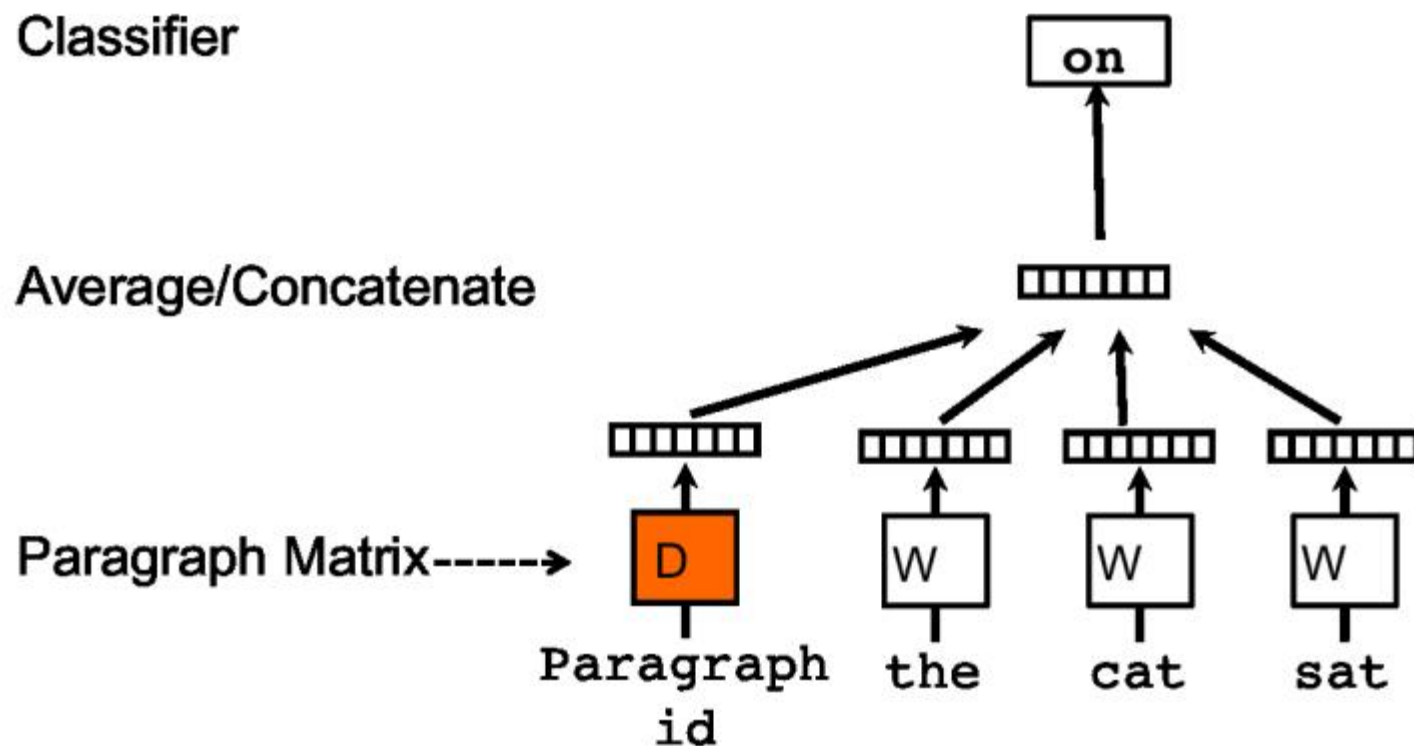 Classifier
on
Average/Concatenate
Paragraph Matrix
D
W
W
W
Paragraph
id
the
cat
sat